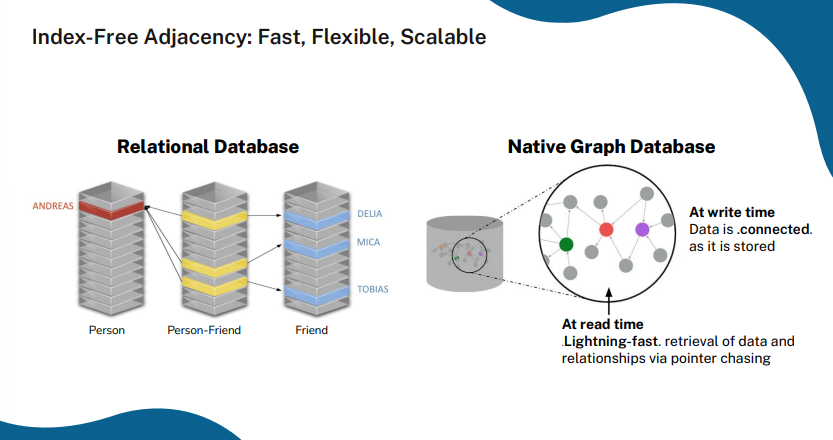 Index-Free Adjacency: Fast, Flexible, Scalable
Relational Database
ANDREAS
DELIA
MICA
TOBIAS
Person
Person-Friend
Friend
Native Graph Database
At write time
Data is .connected.
as it is stored
At read time
.Lightning-fast. retrieval of data and
relationships via pointer chasing